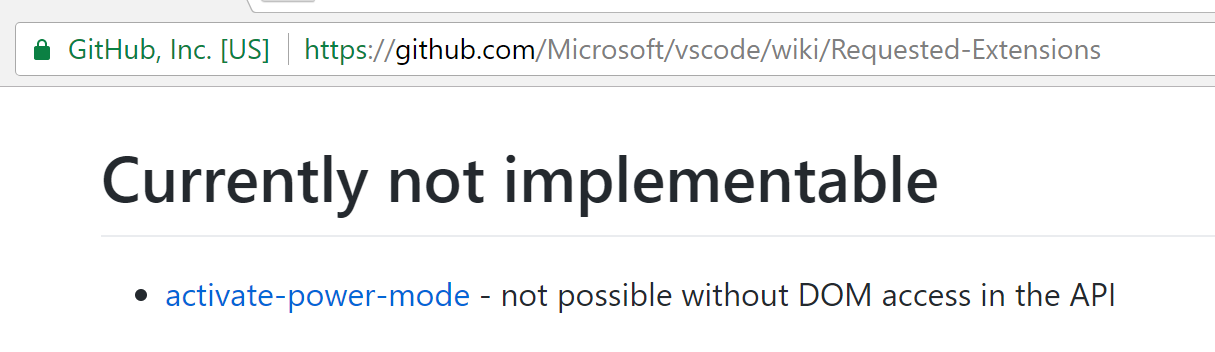 GitHub, Inc. [US] https://github.com/Microsoft/vscode/wiki/Requested-Extensions
Currently not implementable
• activate-power-mode - not possible without DOM access in the API